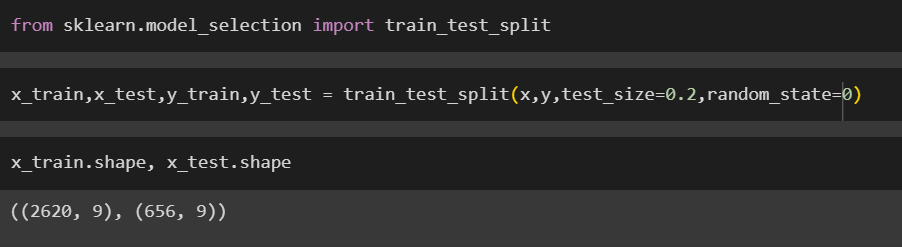 from sklearn.model_selection import train_test_split
x_train,x_test,y_train,y_test = train_test_split(x,y,test_size=0.2,random_state=0)
x_train.shape, x_test.shape
((2620, 9), (656, 9))